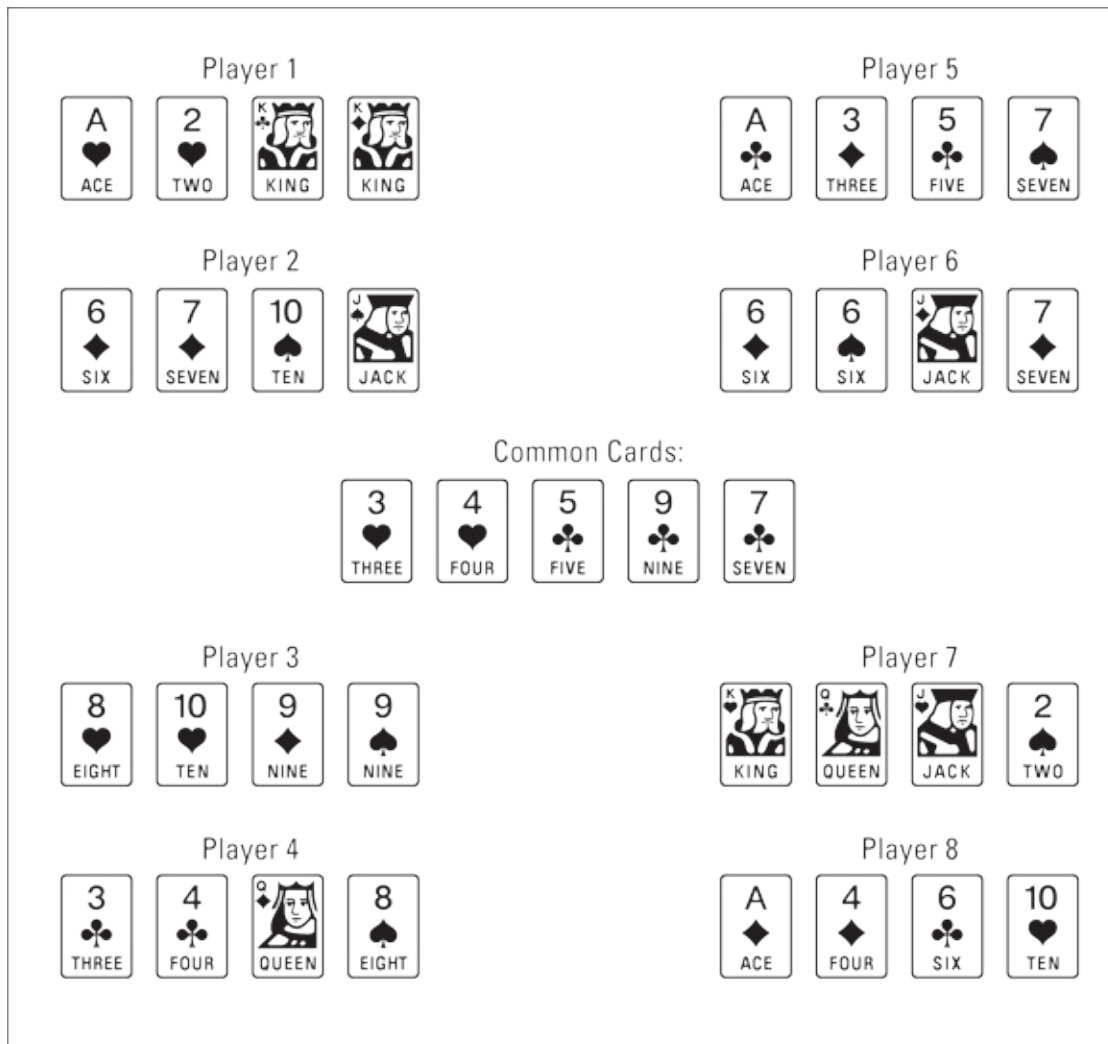 Player 1
A 2 K K
ACE TWO KING KING
Player 5
A 3 5 7
ACE THREE FIVE SEVEN
Player 2
6 7 10 J
SIX SEVEN TEN JACK
Player 6
6 6 J 7
SIX SIX JACK SEVEN
Common Cards:
3 4 5 9 7
THREE FOUR FIVE NINE SEVEN
Player 3
8 10 9 9
EIGHT TEN NINE NINE
Player 7
K Q J 2
KING QUEEN JACK TWO
Player 4
3 4 Q 8
THREE FOUR QUEEN EIGHT
Player 8
A 4 6 10
ACE FOUR SIX TEN